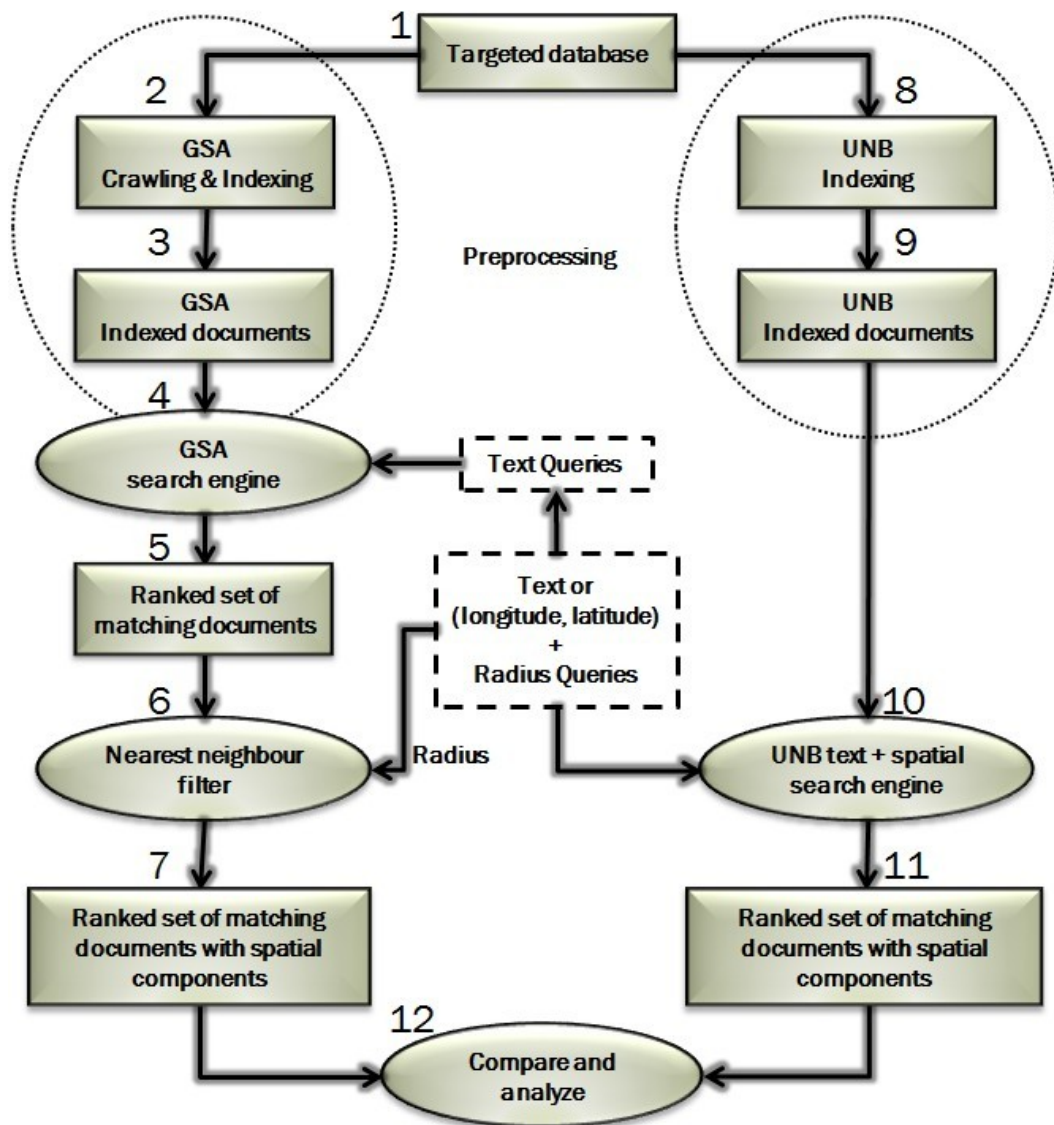 1
Targeted database
2
8
GSA
Crawling & Indexing
UNB
Indexing
3
Preprocessing
9
GSA
Indexed documents
UNB
Indexed documents
4
GSA
search engine
Text Queries
5
Ranked set of
matching documents
Text or
(longitude, latitude)
+
Radius Queries
6
Nearest neighbour
filter
Radius
10
UNB text + spatial
search engine
7
11
Ranked set of matching
documents with spatial
components
Ranked set of matching
documents with spatial
components
12
Compare and
analyze